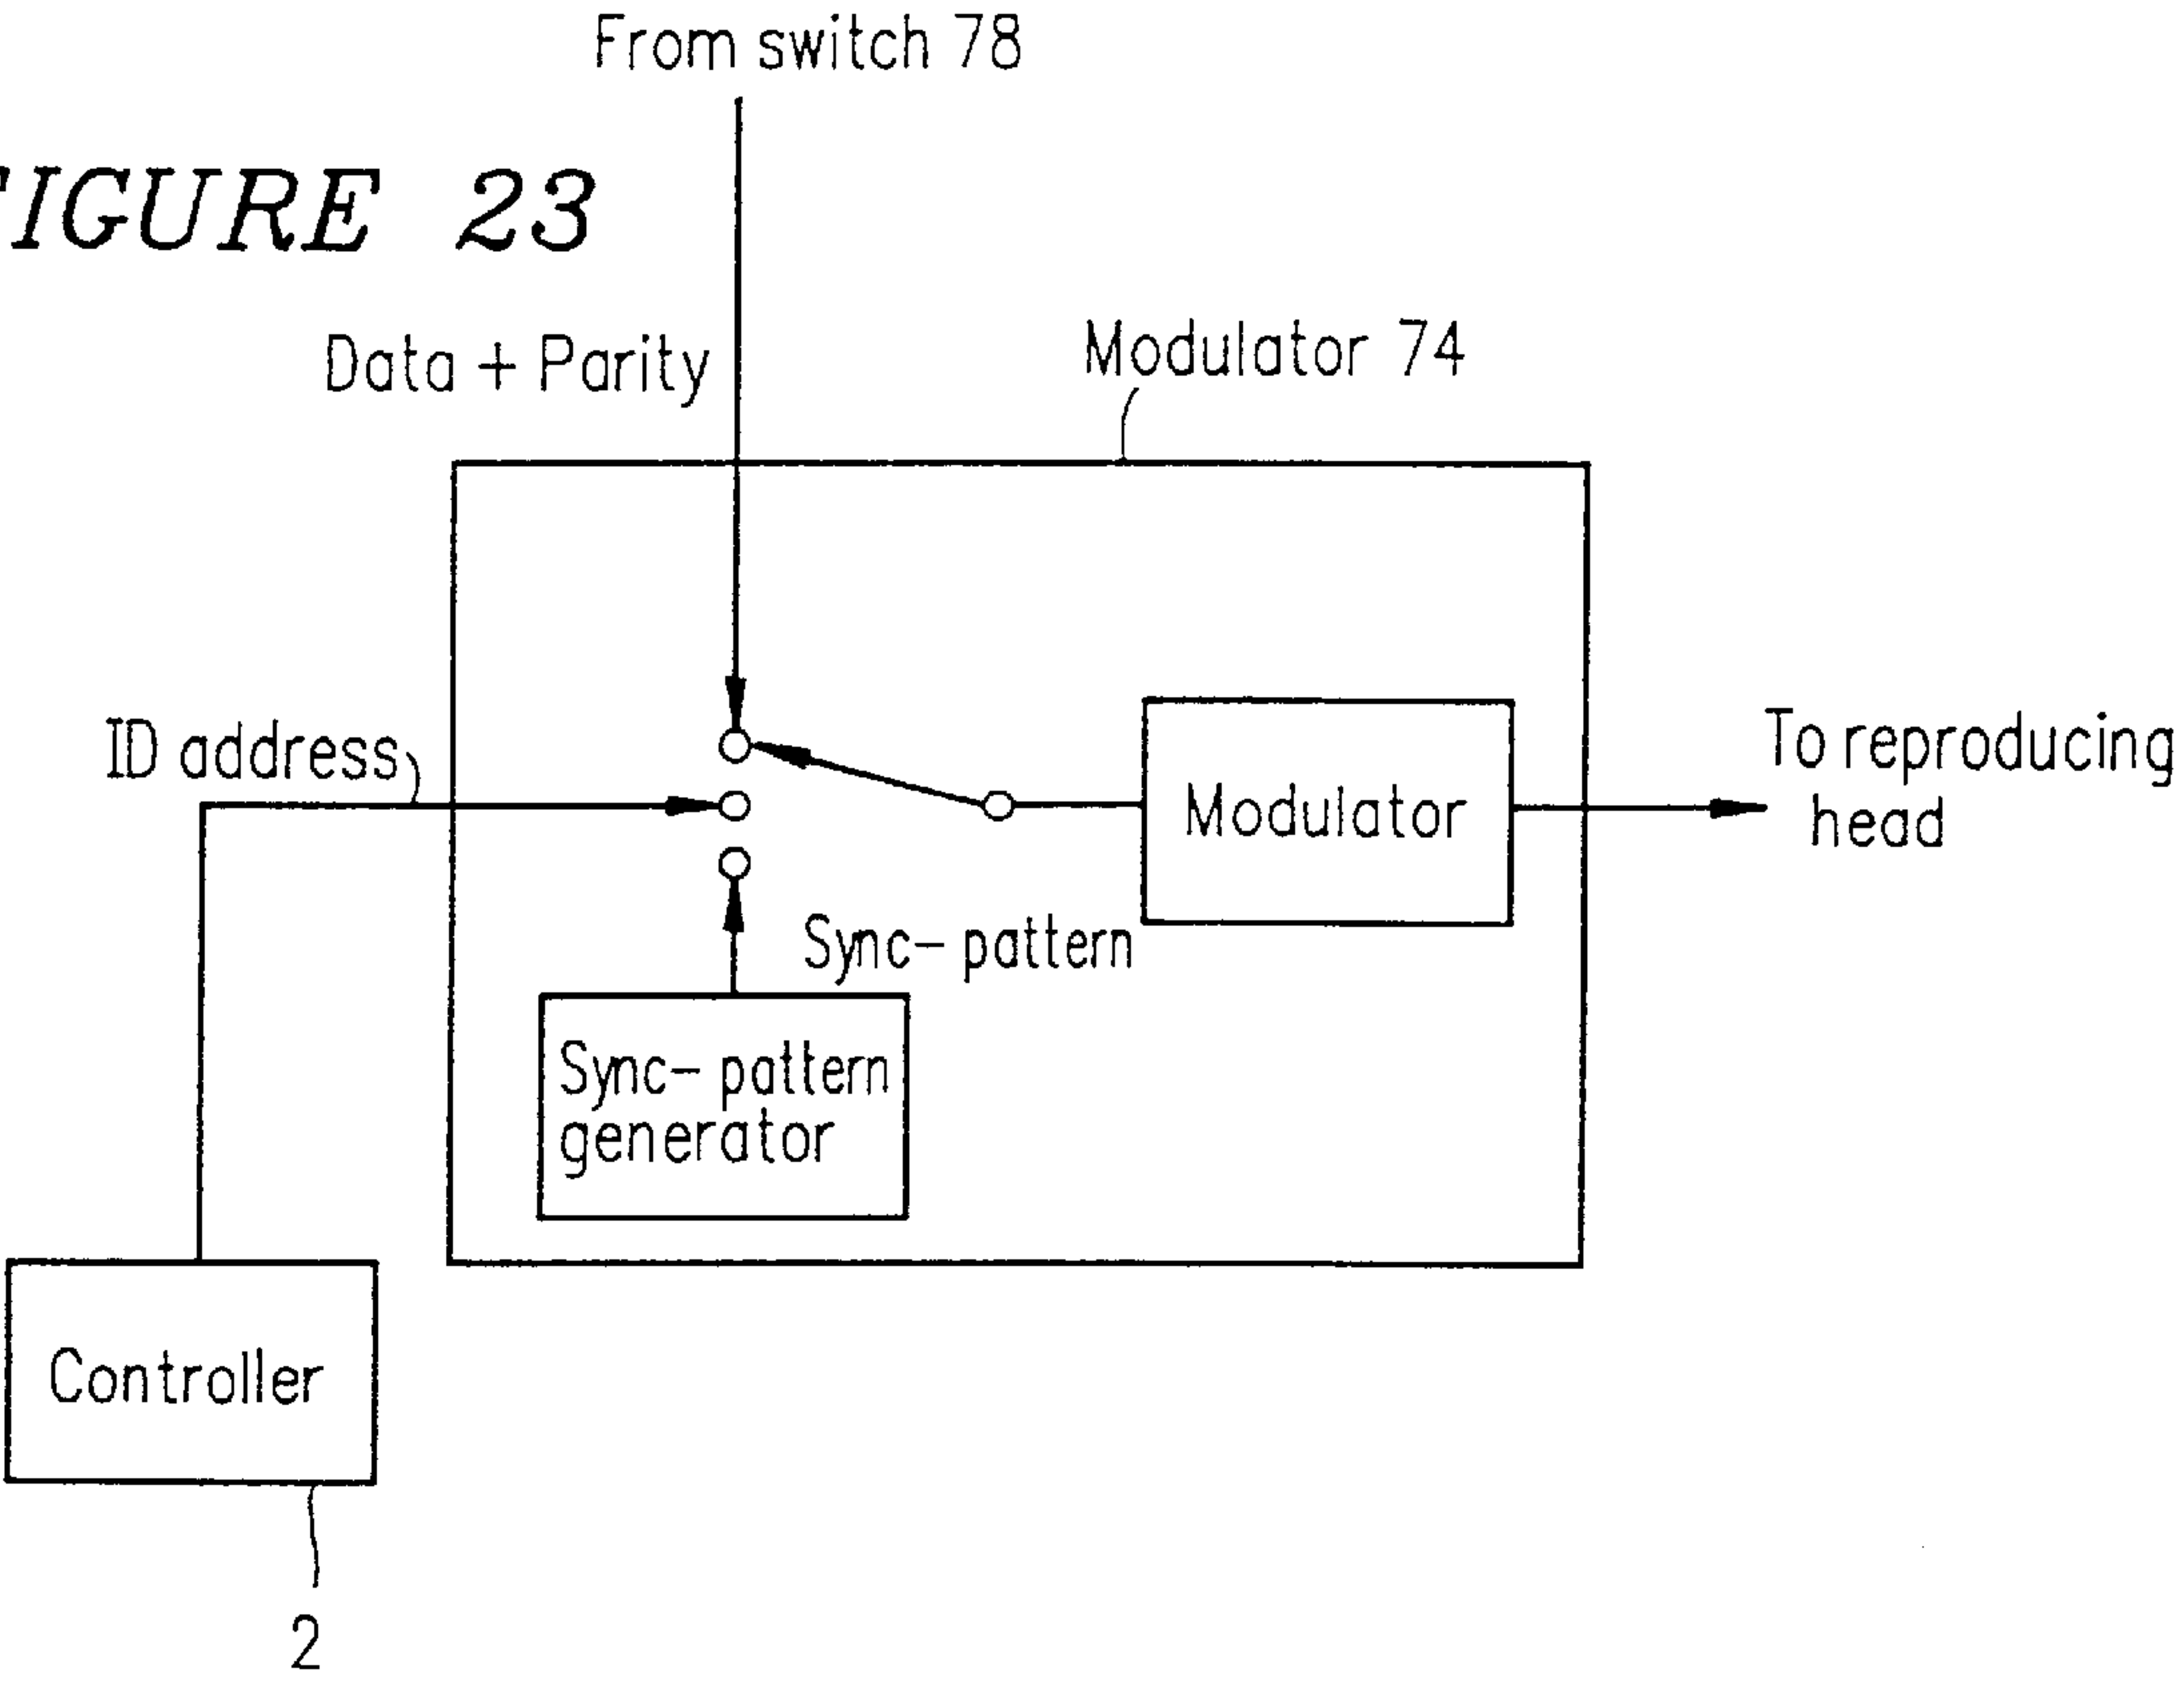 From switch 78
FIGURE 23
Data + Parity
Modulator 74
ID address
To reproducing
head
Modulator
Sync-pattern
Sync-pattern
generator
Controller
2